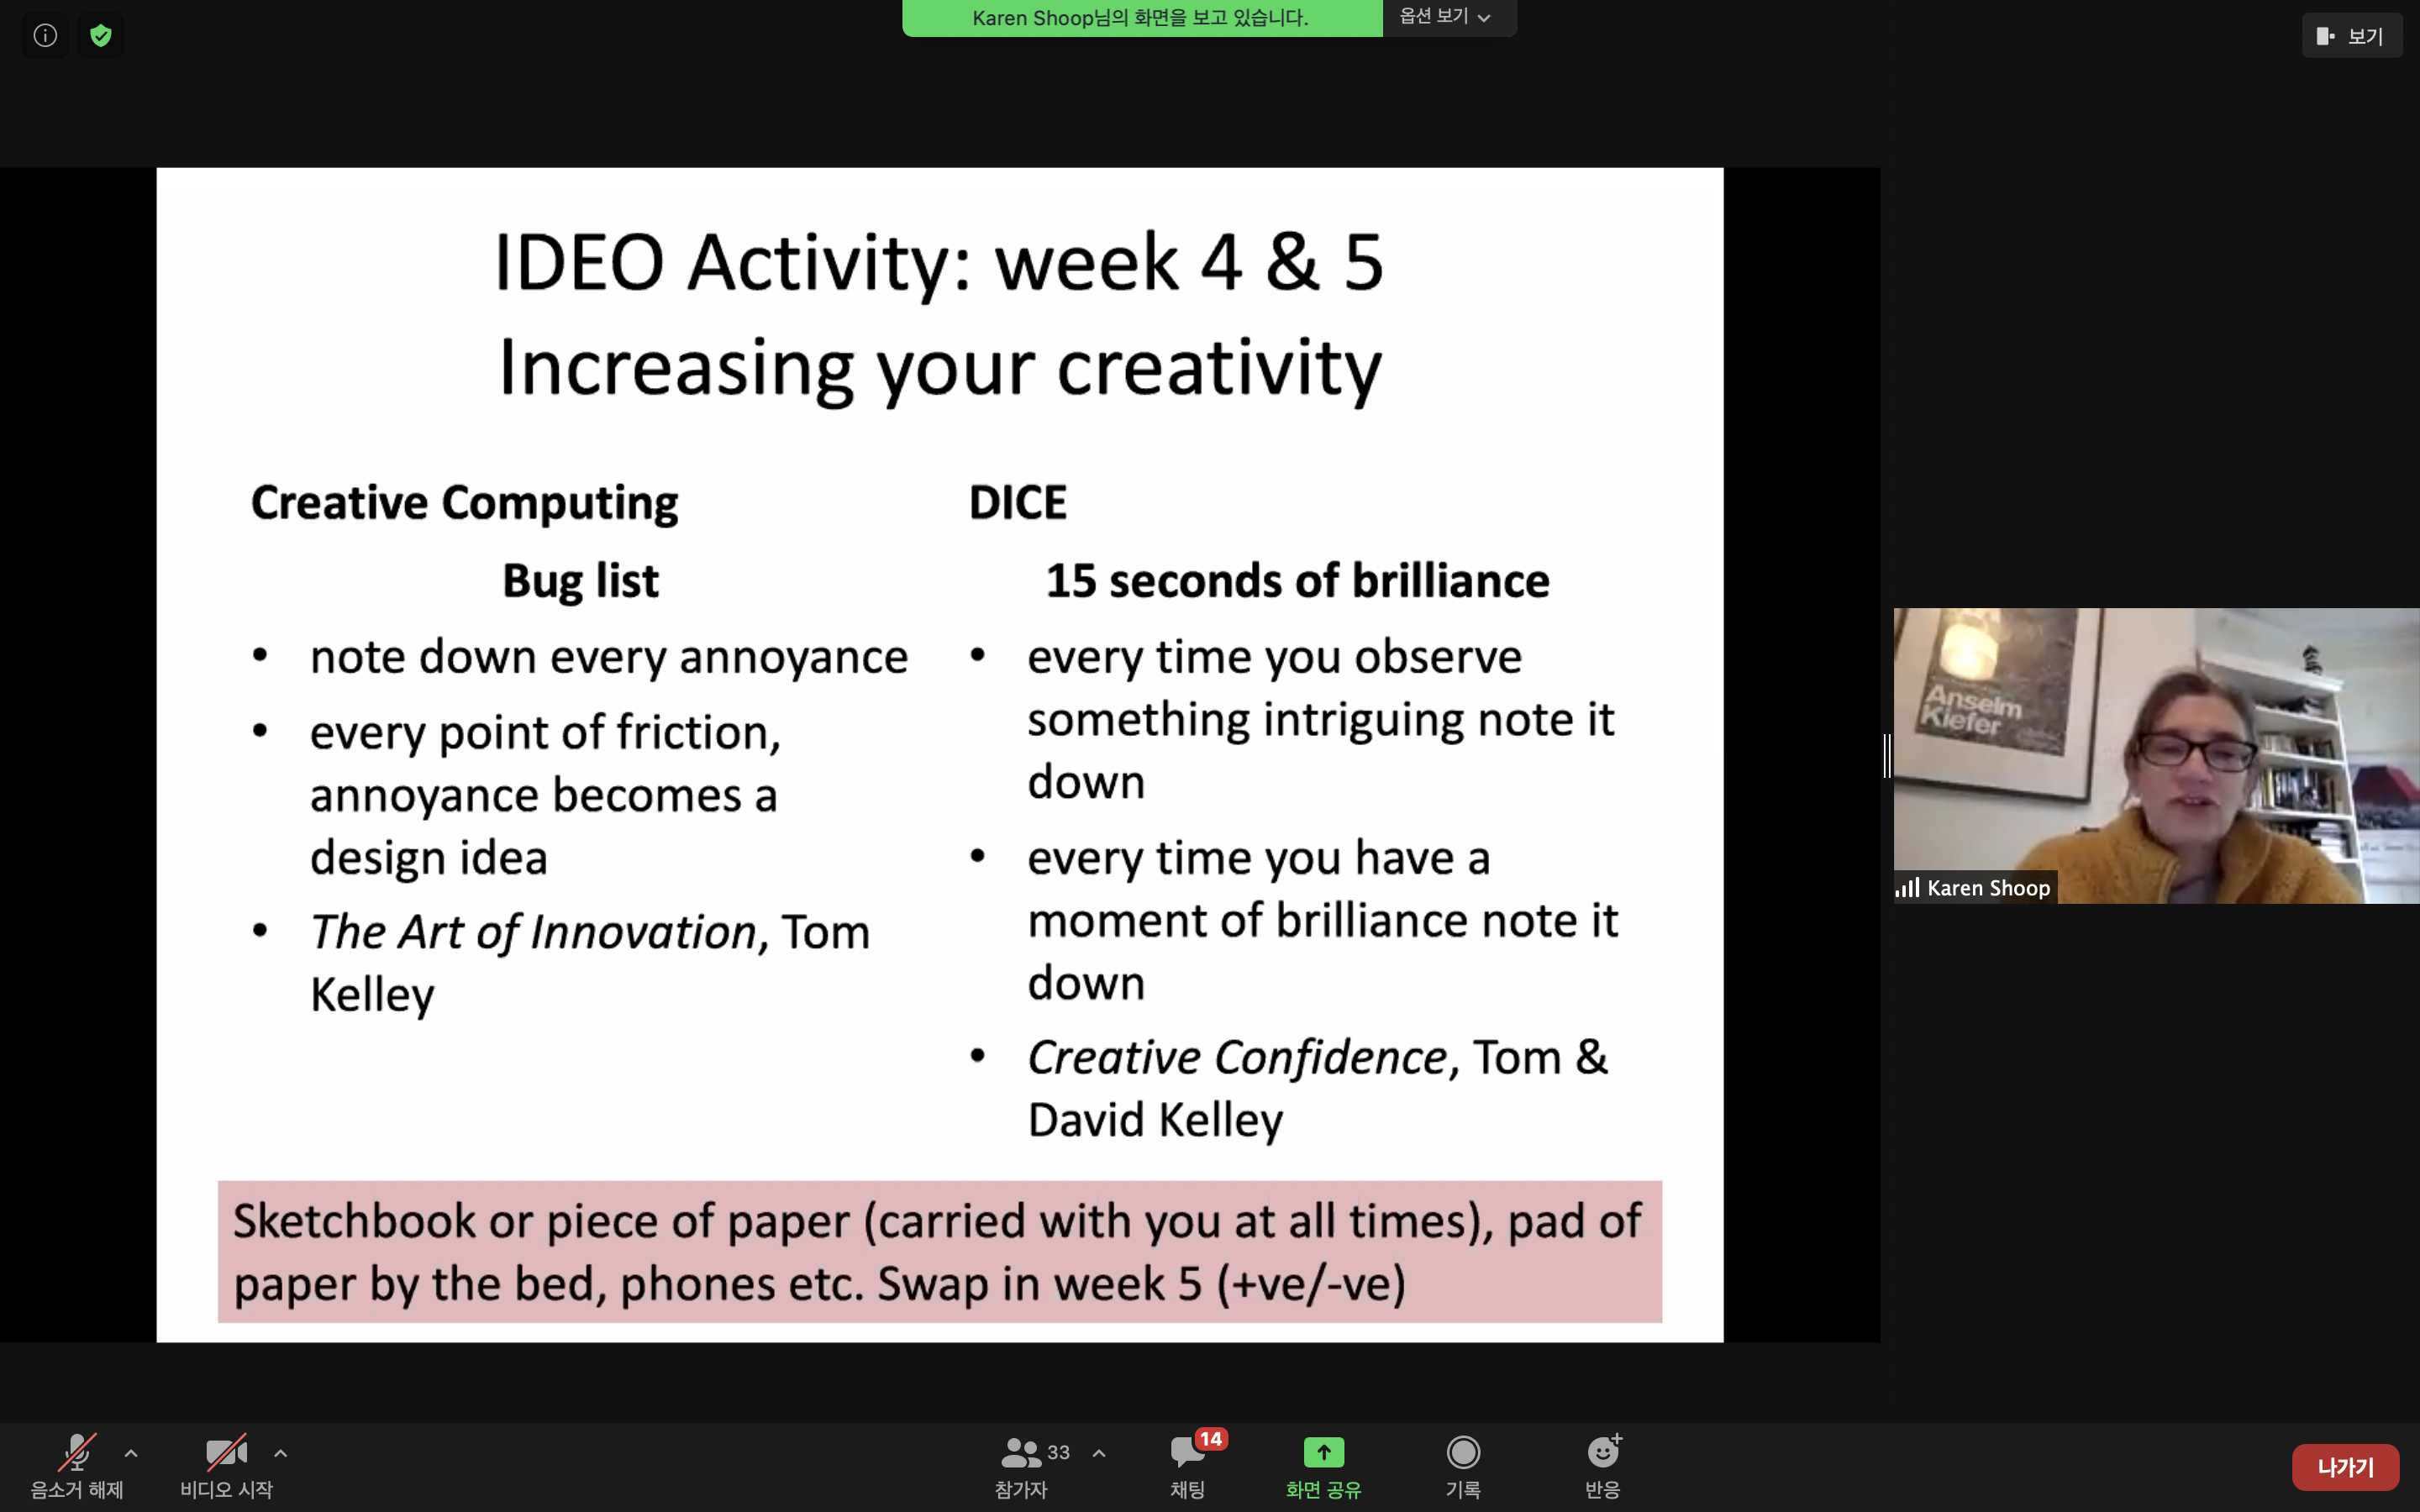 Karen Shoop님의 화면을 보고 있습니다.
옵션 보기
보기
IDEO Activity: week 4 & 5
Increasing your creativity
Creative Computing
Bug list
• note down every annoyance
• every point of friction,
annoyance becomes a
design idea
• The Art of Innovation, Tom
Kelley
DICE
15 seconds of brilliance
• every time you observe
something intriguing note it
down
• every time you have a
moment of brilliance note it
down
• Creative Confidence, Tom &
David Kelley
Sketchbook or piece of paper (carried with you at all times), pad of
paper by the bed, phones etc. Swap in week 5 (+ve/-ve)
Anselm
Kiefer
Karen Shoop
음소거 해제
비디오 시작
33
참가자
14
채팅
화면 공유
기록
반응
나가기